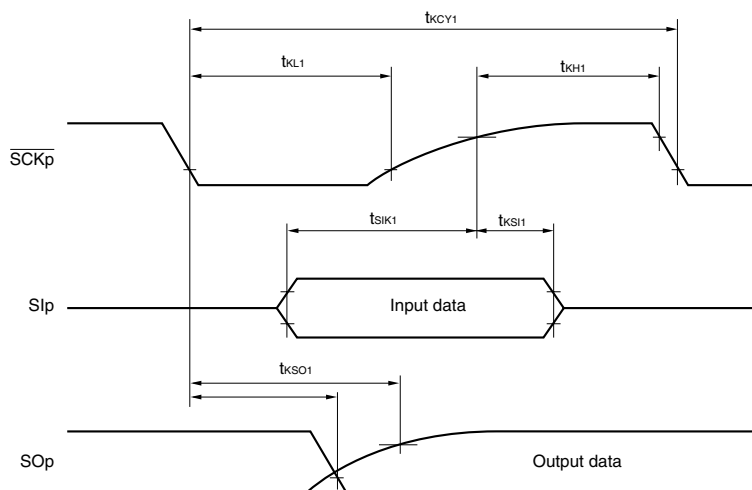 tKCY1
tKL1
tKH1
SCKp
tSIK1
tKSI1
SIp
Input data
tKSO1
SOp
Output data